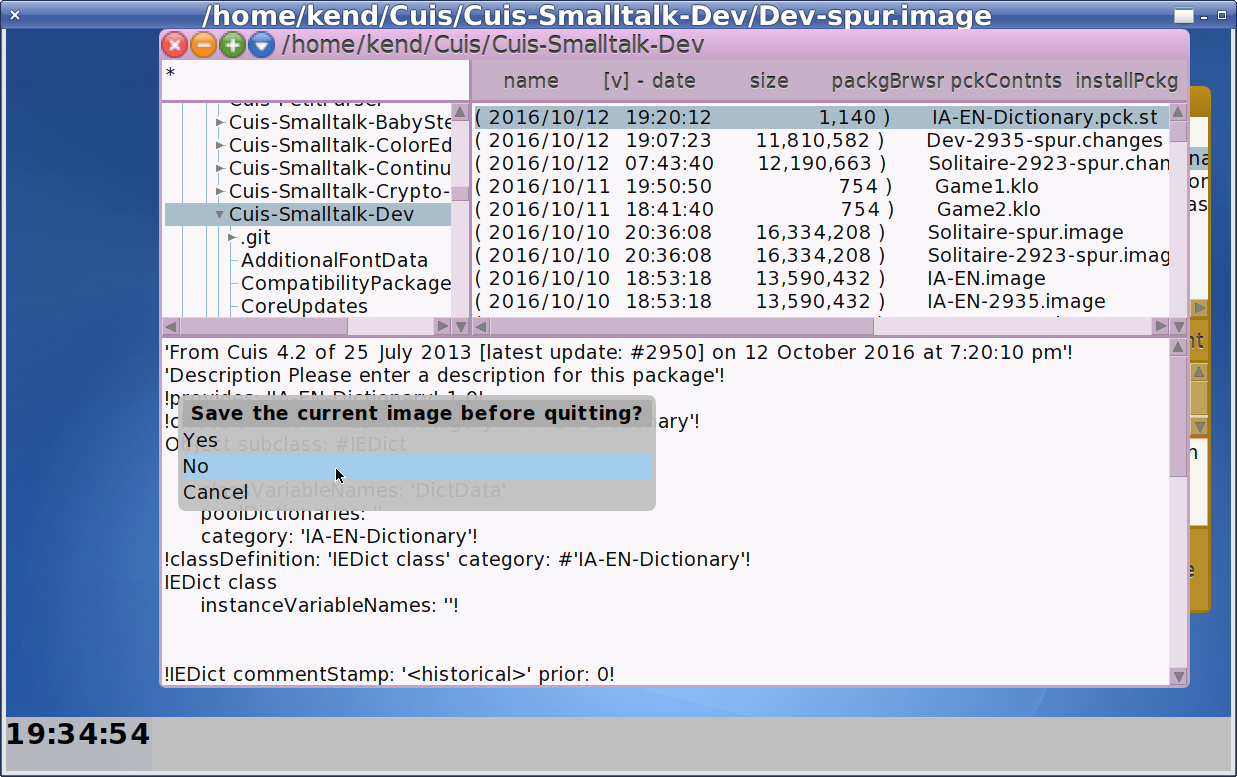 /home/kend/Cuis/Cuis-Smalltalk-Dev/Dev-spur.image
/home/kend/Cuis/Cuis-Smalltalk-Dev
*
name [v] - date size packgBrwsr pckContnts installPckg
Cuis-Smalltalk-BabySte
Cuis-Smalltalk-ColorEd
Cuis-Smalltalk-Continu
Cuis-Smalltalk-Crypto-
Cuis-Smalltalk-Dev
.git
AdditionalFontData
CompatibilityPackage
CoreUpdates
( 2016/10/12 19:20:12 1,140 ) IA-EN-Dictionary.pck.st
( 2016/10/12 19:07:23 11,810,582 ) Dev-2935-spur.changes
( 2016/10/12 07:43:40 12,190,663 ) Solitaire-2923-spur.chan
( 2016/10/11 19:50:50 754 ) Game1.klo
( 2016/10/11 18:41:40 754 ) Game2.klo
( 2016/10/10 20:36:08 16,334,208 ) Solitaire-spur.image
( 2016/10/10 20:36:08 16,334,208 ) Solitaire-2923-spur.imag
( 2016/10/10 18:53:18 13,590,432 ) IA-EN.image
( 2016/10/10 18:53:18 13,590,432 ) IA-EN-2935.image
'From Cuis 4.2 of 25 July 2013 [latest update: #2950] on 12 October 2016 at 7:20:10 pm'!
'Description Please enter a description for this package'!
!provides: 'IA-EN-Dictionary' 1 0!
Save the current image before quitting?
Yes
No
Cancel
Object subclass: #IEDict
classVariableNames: 'DictData'
poolDictionaries: ''
category: 'IA-EN-Dictionary'!
!classDefinition: 'IEDict class' category: #'IA-EN-Dictionary'!
IEDict class
instanceVariableNames: ''!
!IEDict commentStamp: '<historical>' prior: 0!
19:34:54